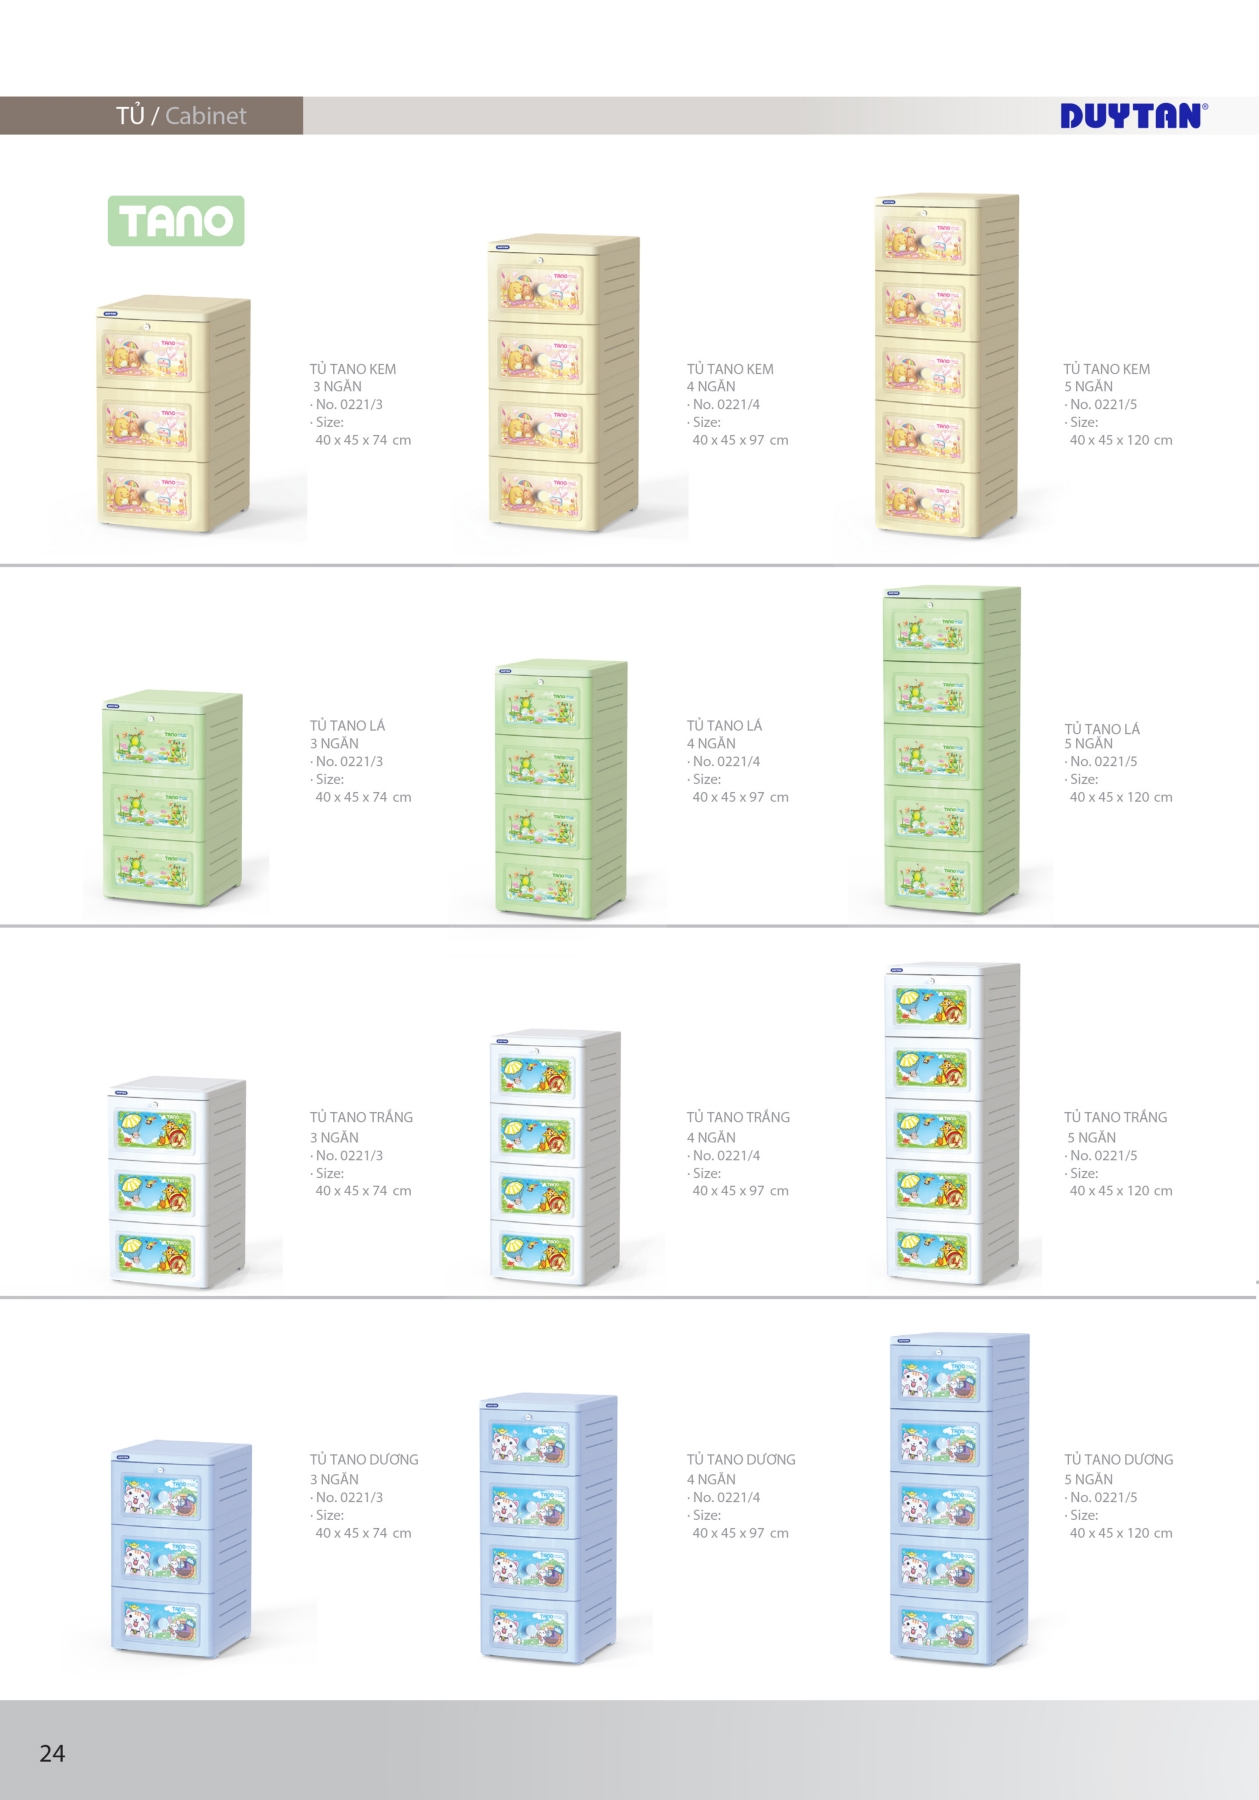 TỦ / Cabinet
DUYTAN®
TANO
TỦ TANO KEM
3 NGĂN
· No. 0221/3
· Size:
40 x 45 x 74 cm
TỦ TANO KEM
4 NGĂN
· No. 0221/4
· Size:
40 x 45 x 97 cm
TỦ TANO KEM
5 NGĂN
· No. 0221/5
· Size:
40 x 45 x 120 cm
TỦ TANO LÁ
3 NGĂN
· No. 0221/3
· Size:
40 x 45 x 74 cm
TỦ TANO LÁ
4 NGĂN
· No. 0221/4
· Size:
40 x 45 x 97 cm
TỦ TANO LÁ
5 NGĂN
· No. 0221/5
· Size:
40 x 45 x 120 cm
TỦ TANO TRẮNG
3 NGĂN
· No. 0221/3
· Size:
40 x 45 x 74 cm
TỦ TANO TRẮNG
4 NGĂN
· No. 0221/4
· Size:
40 x 45 x 97 cm
TỦ TANO TRẮNG
5 NGĂN
· No. 0221/5
· Size:
40 x 45 x 120 cm
TỦ TANO DƯƠNG
3 NGĂN
· No. 0221/3
· Size:
40 x 45 x 74 cm
TỦ TANO DƯƠNG
4 NGĂN
· No. 0221/4
· Size:
40 x 45 x 97 cm
TỦ TANO DƯƠNG
5 NGĂN
· No. 0221/5
· Size:
40 x 45 x 120 cm
24